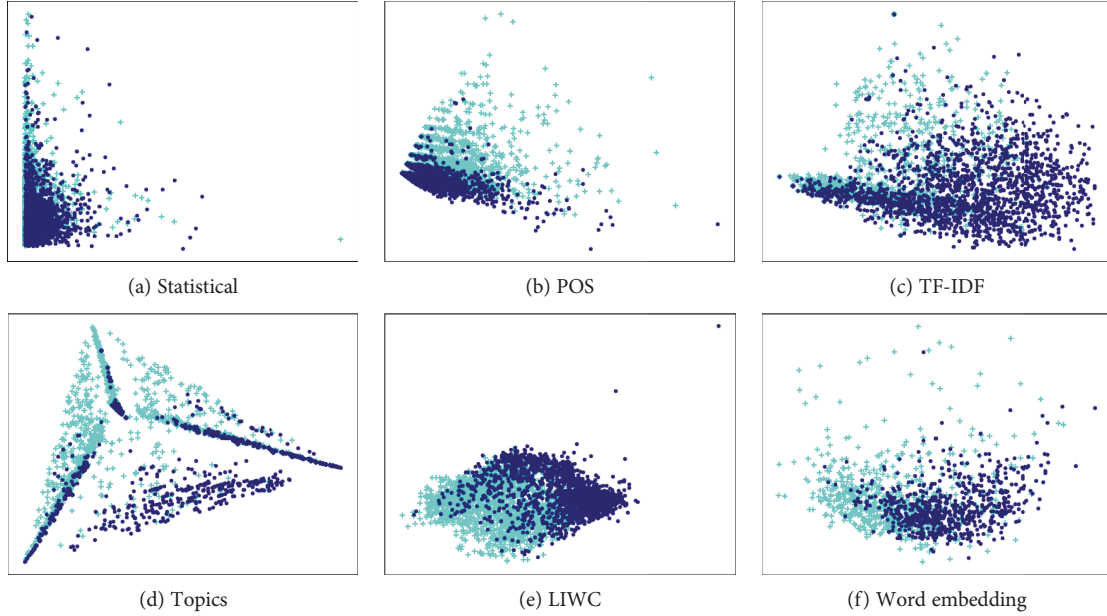 (a) Statistical
(b) POS
(c) TF-IDF
(d) Topics
(e) LIWC
(f) Word embedding